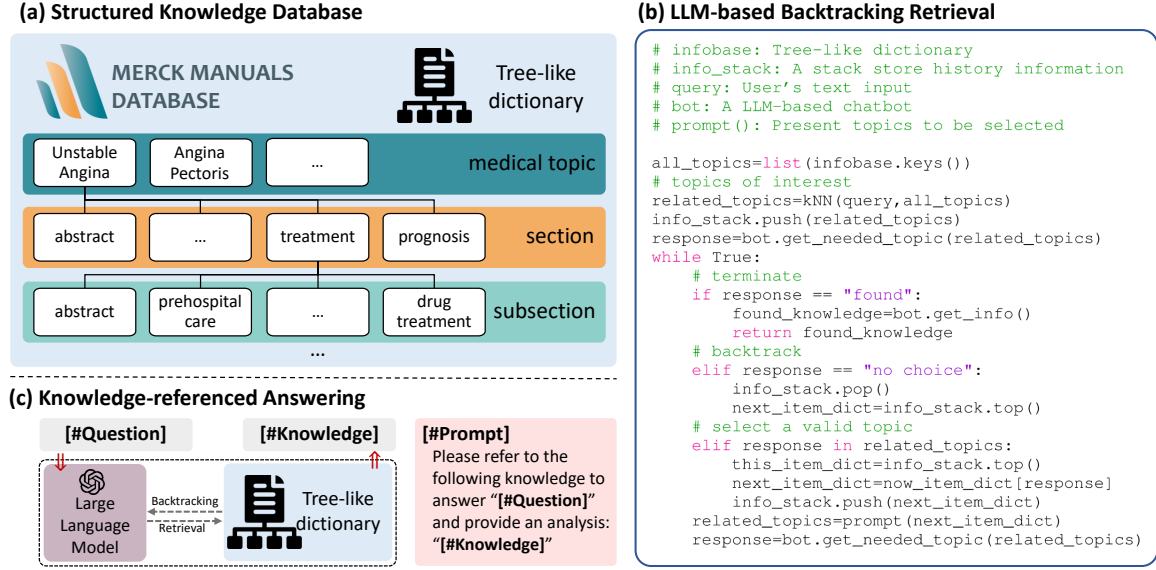 (a) Structured Knowledge Database
MERCK MANUALS
DATABASE
Tree-like
dictionary
Unstable
Angina
Angina
Pectoris
...
medical topic
abstract
...
treatment
prognosis
section
abstract
prehospital
care
...
drug
treatment
subsection
...
(c) Knowledge-referenced Answering
[#Question]
[#Knowledge]
Large
Language
Model
Backtracking
Retrieval
Tree-like
dictionary
[#Prompt]
Please refer to the
following knowledge to
answer “[#Question]”
and provide an analysis:
“[#Knowledge]”
(b) LLM-based Backtracking Retrieval
# infobase: Tree-like dictionary
# info_stack: A stack store history information
# query: User's text input
# bot: A LLM-based chatbot
# prompt(): Present topics to be selected
all_topics=list(infobase.keys())
# topics of interest
related_topics=kNN(query,all_topics)
info_stack.push(related_topics)
response=bot.get_needed_topic(related_topics)
while True:
    # terminate
    if response == "found":
        found_knowledge=bot.get_info()
        return found_knowledge
    # backtrack
    elif response == "no choice":
        info_stack.pop()
        next_item_dict=info_stack.top()
    # select a valid topic
    elif response in related_topics:
        this_item_dict=info_stack.top()
        next_item_dict=now_item_dict[response]
        info_stack.push(next_item_dict)
    related_topics=prompt(next_item_dict)
    response=bot.get_needed_topic(related_topics)